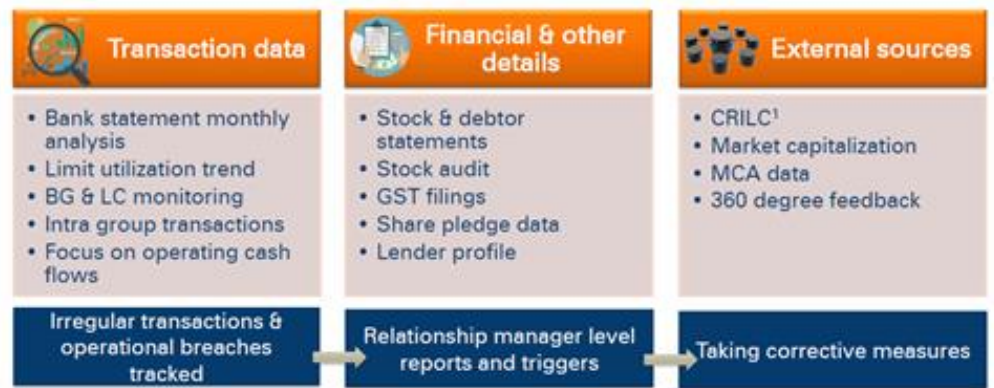 Transaction data
• Bank statement monthly
analysis
• Limit utilization trend
• BG & LC monitoring
• Intra group transactions
• Focus on operating cash
flows
Irregular transactions &
operational breaches
tracked
Financial & other
details
• Stock & debtor
statements
• Stock audit
• GST filings
• Share pledge data
• Lender profile
Relationship manager level
reports and triggers
External sources
• CRILC¹
• Market capitalization
• MCA data
• 360 degree feedback
Taking corrective measures